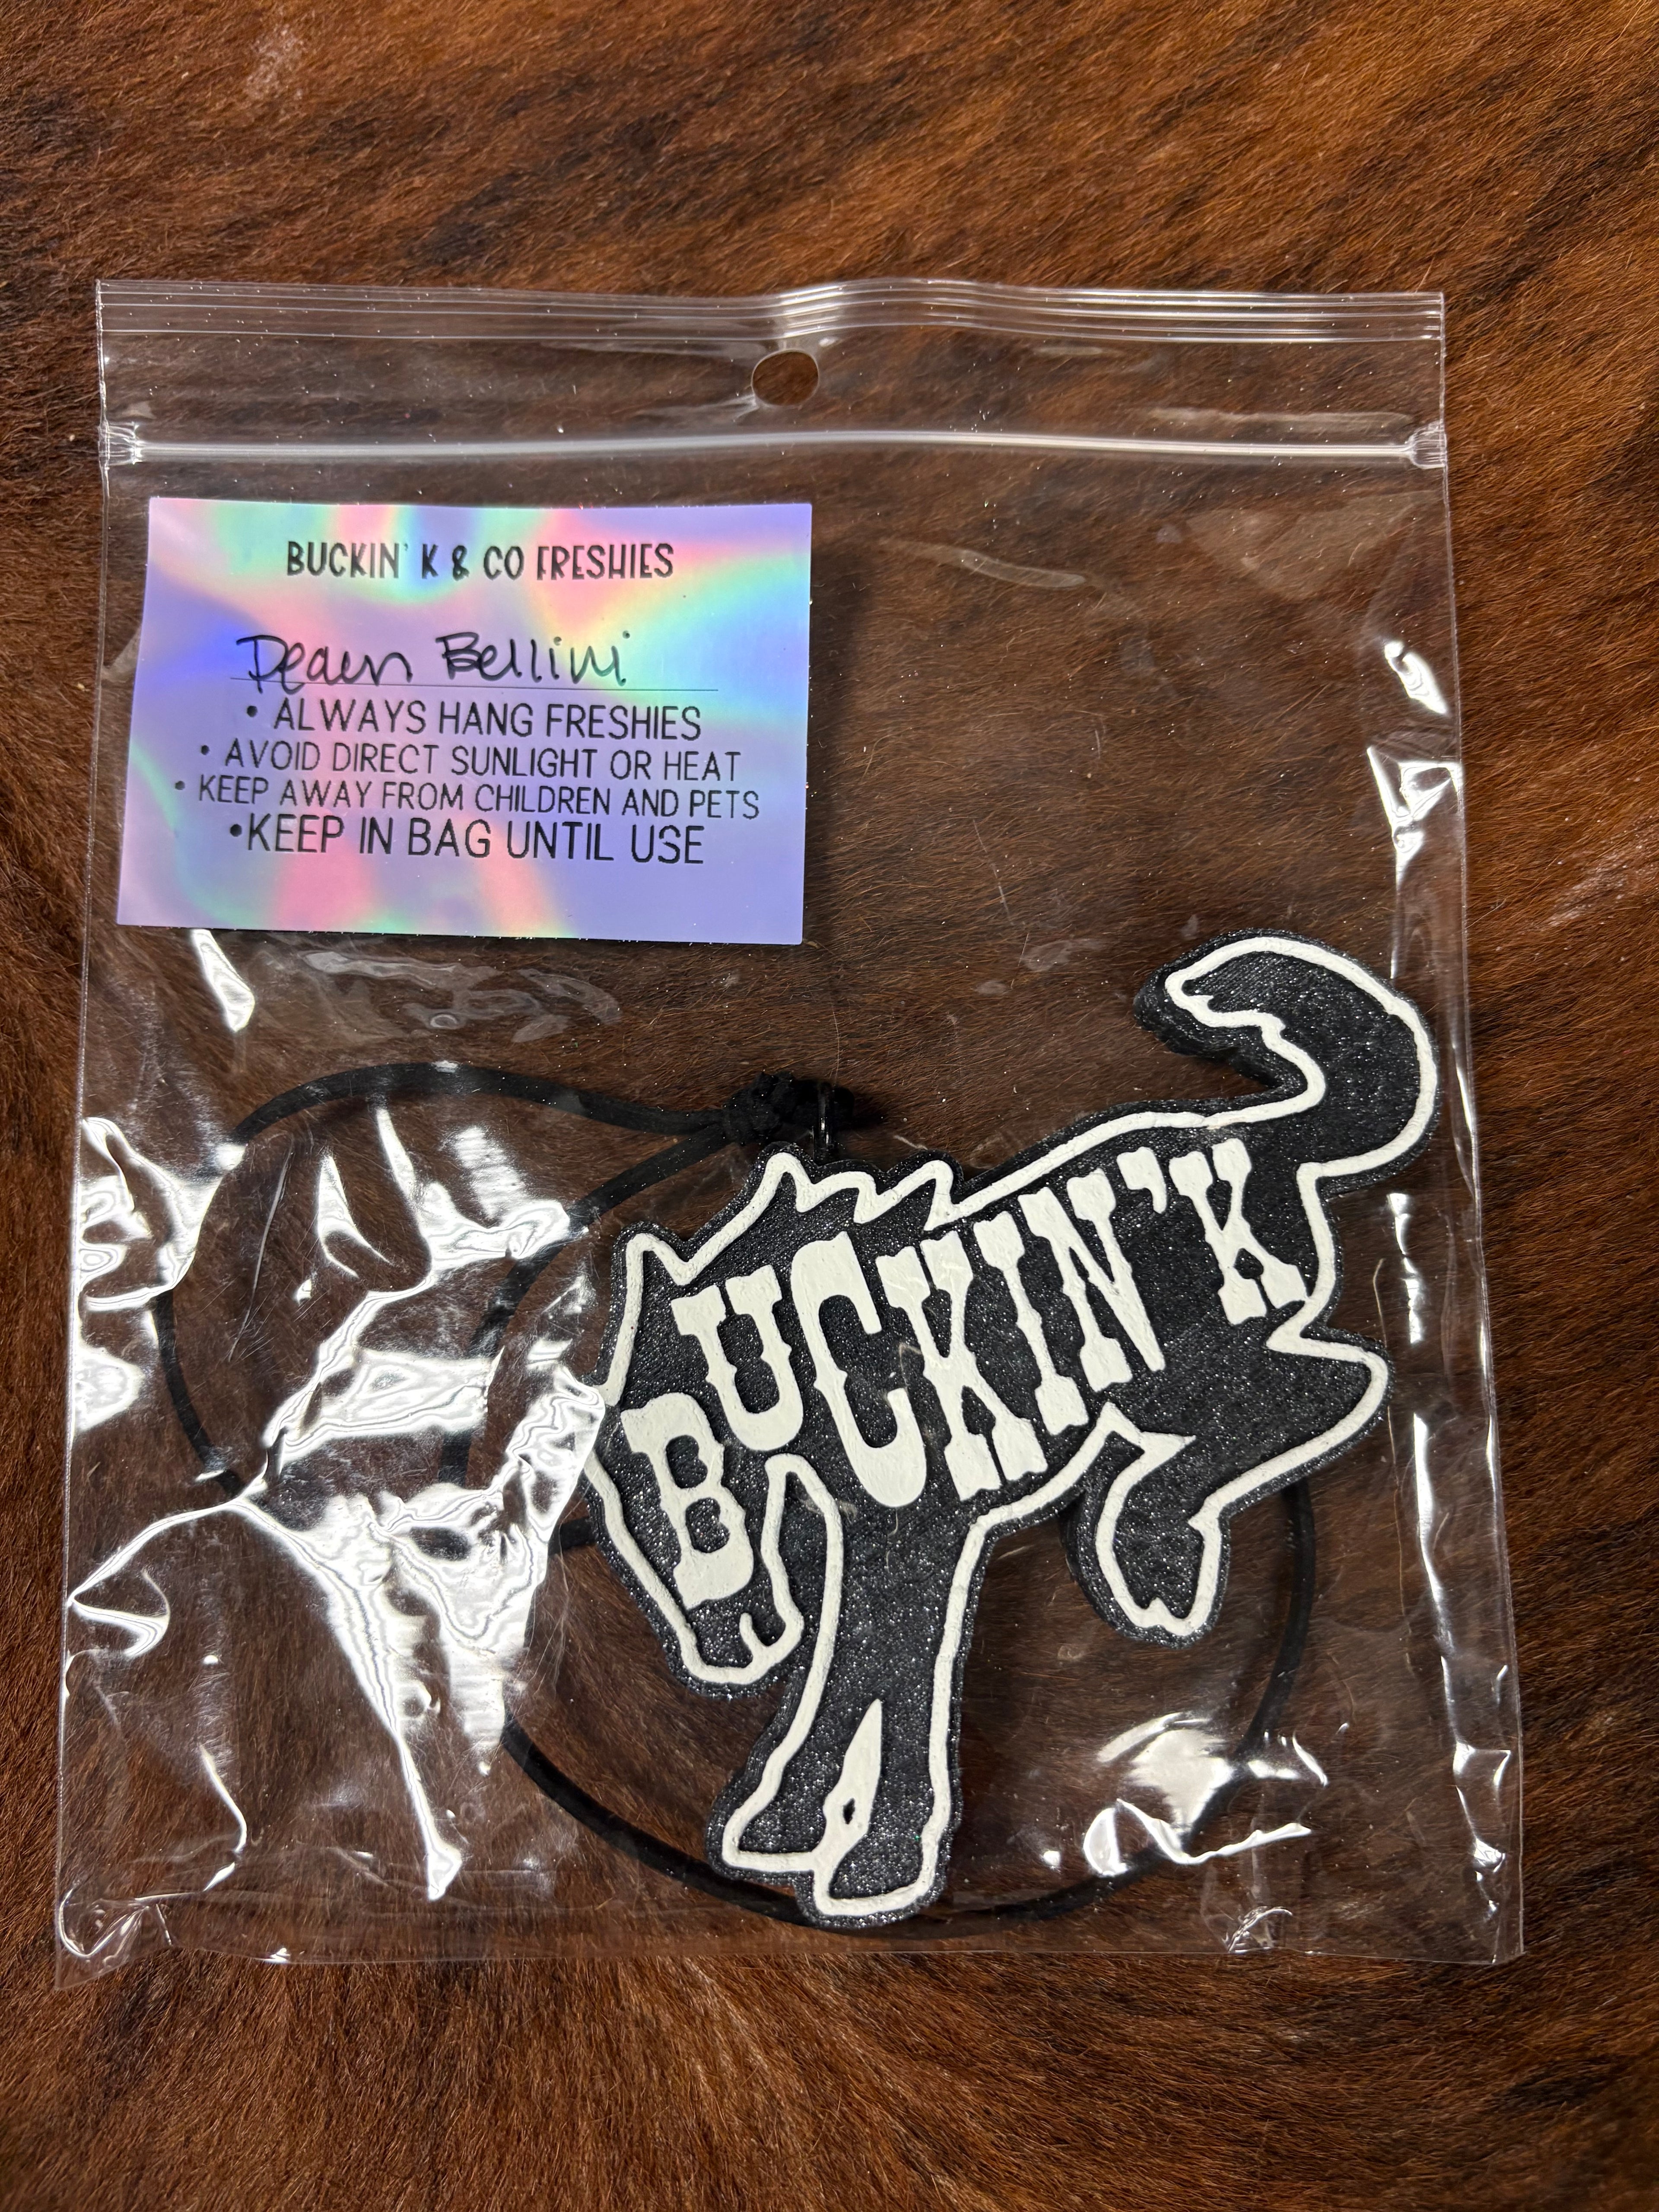 BUCKIN' K & CO FRESHIES
Pecan Bellini
• ALWAYS HANG FRESHIES
• AVOID DIRECT SUNLIGHT OR HEAT
• KEEP AWAY FROM CHILDREN AND PETS
• KEEP IN BAG UNTIL USE
BUCKIN'K